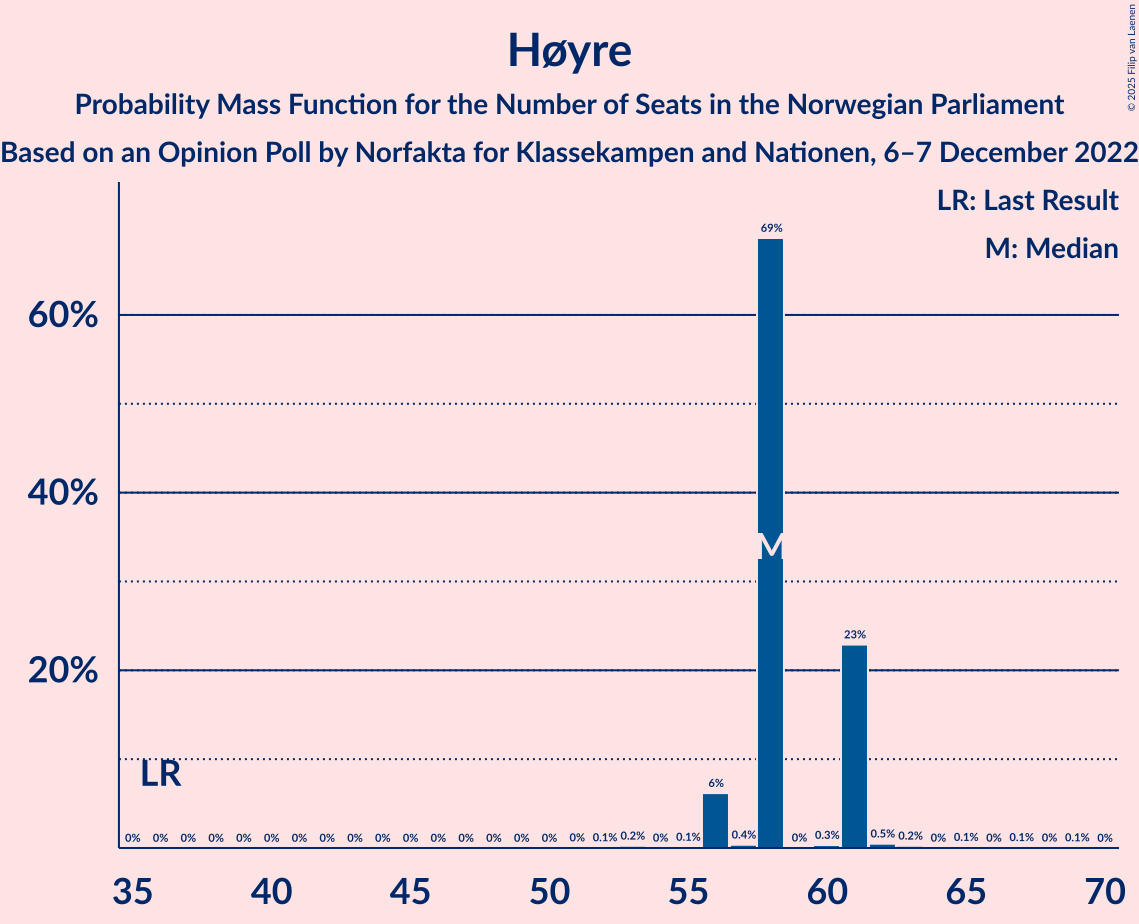 Høyre
Probability Mass Function for the Number of Seats in the Norwegian Parliament
Based on an Opinion Poll by Norfakta for Klassekampen and Nationen, 6–7 December 2022
© 2025 Filip van Laenen
LR: Last Result
M: Median
69%
60%
40%
M
23%
20%
LR
6%
0% 0% 0% 0% 0% 0% 0% 0% 0% 0% 0% 0% 0% 0% 0% 0% 0% 0.1% 0.2% 0% 0.1% 0.4% 0% 0.3% 0.5% 0.2% 0% 0.1% 0% 0.1% 0% 0.1% 0%
35 40 45 50 55 60 65 70